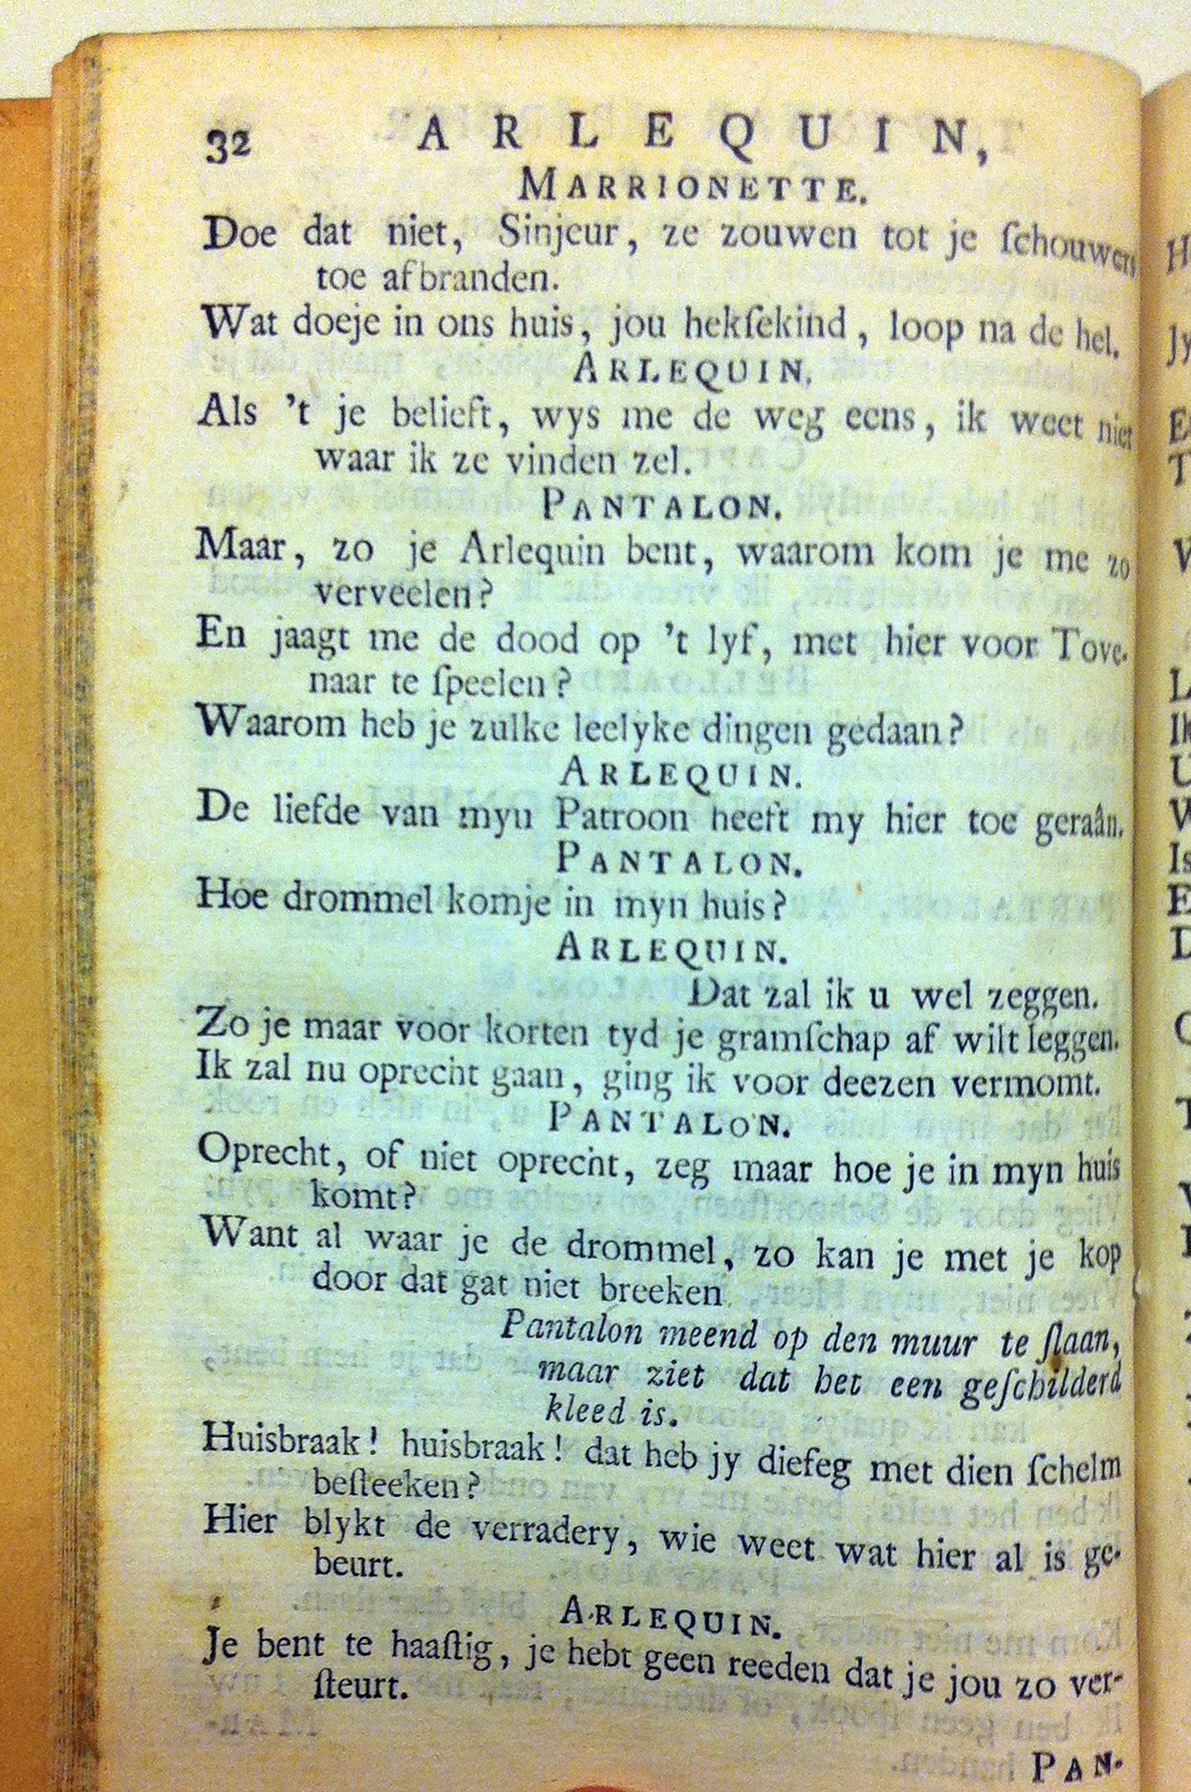 32 ARLEQUIN,
MARRIONETTE.
Doe dat niet, Sinjeur, ze zouwen tot je ſchouwers
toe afbranden.
Wat doeje in ons huis, jou hekſekind, loop na de hel.
ARLEQUIN.
Als 't je belieft, wys me de weg eens, ik weet niet
waar ik ze vinden zel.
PANTALON.
Maar, zo je Arlequin bent, waarom kom je me zo
verveelen?
En jaagt me de dood op 't lyf, met hier voor Tove-
naar te ſpeelen?
Waarom heb je zulke leelyke dingen gedaan?
ARLEQUIN.
De liefde van myn Patroon heeft my hier toe geraân.
PANTALON.
Hoe drommel komje in myn huis?
ARLEQUIN.
Dat zal ik u wel zeggen.
Zo je maar voor korten tyd je gramſchap af wilt leggen.
Ik zal nu oprecht gaan, ging ik voor deezen vermomt.
PANTALON.
Oprecht, of niet oprecht, zeg maar hoe je in myn huis
komt?
Want al waar je de drommel, zo kan je met je kop
door dat gat niet breeken.
Pantalon meend op den muur te ſlaan,
maar ziet dat het een geſchilderd
kleed is.
Huisbraak! huisbraak! dat heb jy diefeg met dien ſchelm
beſteeken?
Hier blykt de verradery, wie weet wat hier al is ge-
beurt.
ARLEQUIN.
Je bent te haaſtig, je hebt geen reeden dat je jou zo ver-
ſteurt.
PAN-